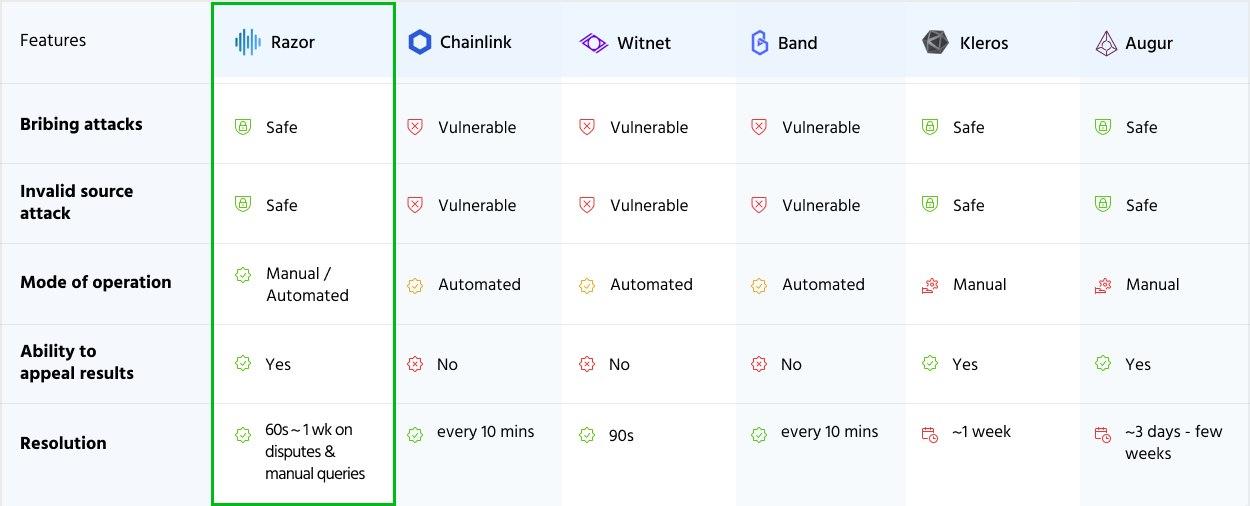 Features
Razor
Chainlink
Witnet
Band
Kleros
Augur
Bribing attacks
Safe
Vulnerable
Vulnerable
Vulnerable
Safe
Safe
Invalid source
attack
Safe
Vulnerable
Vulnerable
Vulnerable
Safe
Safe
Mode of operation
Manual /
Automated
Automated
Automated
Automated
Manual
Manual
Ability to
appeal results
Yes
No
No
No
Yes
Yes
Resolution
60s ~ 1 wk on
disputes &
manual queries
every 10 mins
90s
every 10 mins
~1 week
~3 days - few
weeks